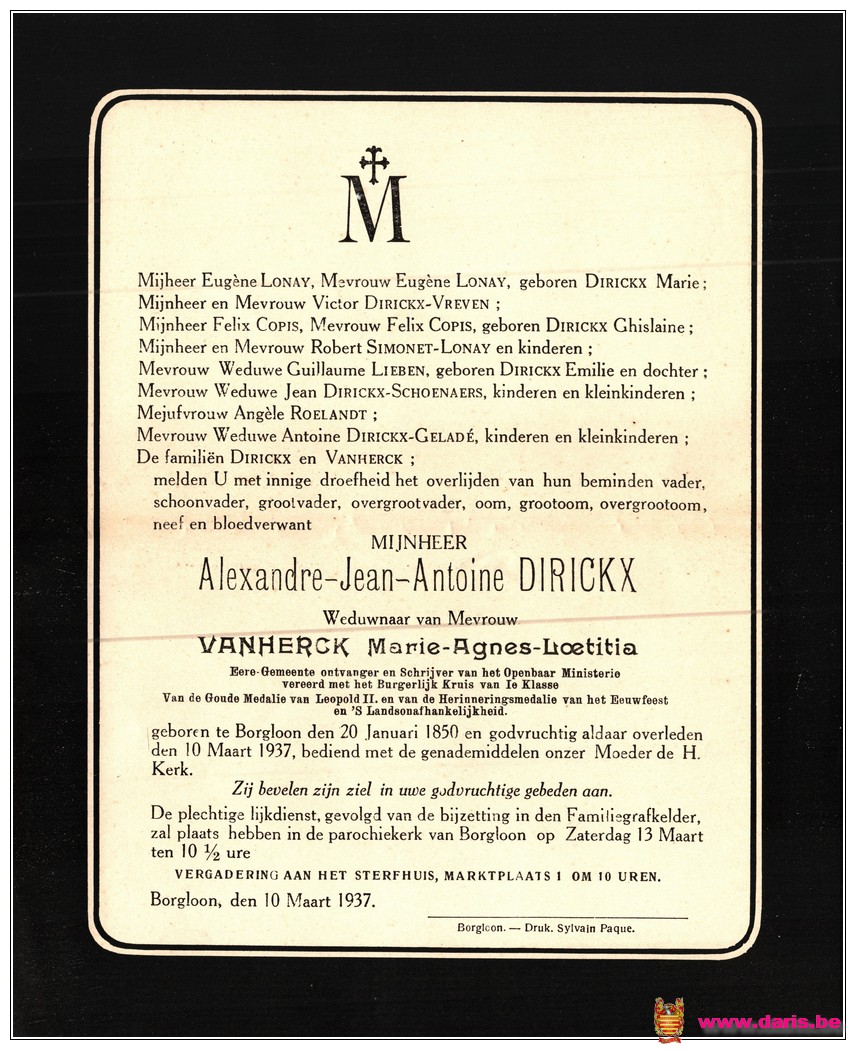 M
Mijheer Eugène LONAY, Mevrouw Eugène LONAY, geboren DIRICKX Marie;
Mijnheer en Mevrouw Victor DIRICKX-VREVEN ;
Mijnheer Felix COPIS, Mevrouw Felix COPIS, geboren DIRICKX Ghislaine ;
Mijnheer en Mevrouw Robert SIMONET-LONAY en kinderen ;
Mevrouw Weduwe Guillaume LIEBEN, geboren DIRICKX Emilie en dochter ;
Mevrouw Weduwe Jean DIRICKX-SCHOENAERS, kinderen en kleinkinderen ;
Mejufvrouw Angèle ROELANDT ;
Mevrouw Weduwe Antoine DIRICKX-GELADÉ, kinderen en kleinkinderen ;
De familiën DIRICKX en VANHERCK ;
melden U met innige droefheid het overlijden van hun beminden vader,
schoonvader, grootvader, overgrootvader, oom, grootoom, overgrootoom,
neef en bloedverwant
MIJNHEER
Alexandre-Jean-Antoine DIRICKX
Weduwnaar van Mevrouw
VANHERCK Marie-Agnes-Lœtitia
Eere-Gemeente ontvanger en Schrijver van het Openbaar Ministerie
vereerd met het Burgerlijk Kruis van Ie Klasse
Van de Goude Medalie van Leopold II. en van de Herinneringsmedalie van het Eeuwfeest
en 'S Landsonafhankelijkheid.
geboren te Borgloon den 20 Januari 1850 en godvruchtig aldaar overleden
den 10 Maart 1937, bediend met de genademiddelen onzer Moeder de H.
Kerk.
Zij bevelen zijn ziel in uwe godvruchtige gebeden aan.
De plechtige lijkdienst, gevolgd van de bijzetting in den Familiegrafkelder,
zal plaats hebben in de parochiekerk van Borgloon op Zaterdag 13 Maart
ten 10 ½ ure
VERGADERING AAN HET STERFHUIS, MARKTPLAATS 1 OM 10 UREN.
Borgloon, den 10 Maart 1937.
Borgloon. — Druk. Sylvain Paque.
www.daris.be